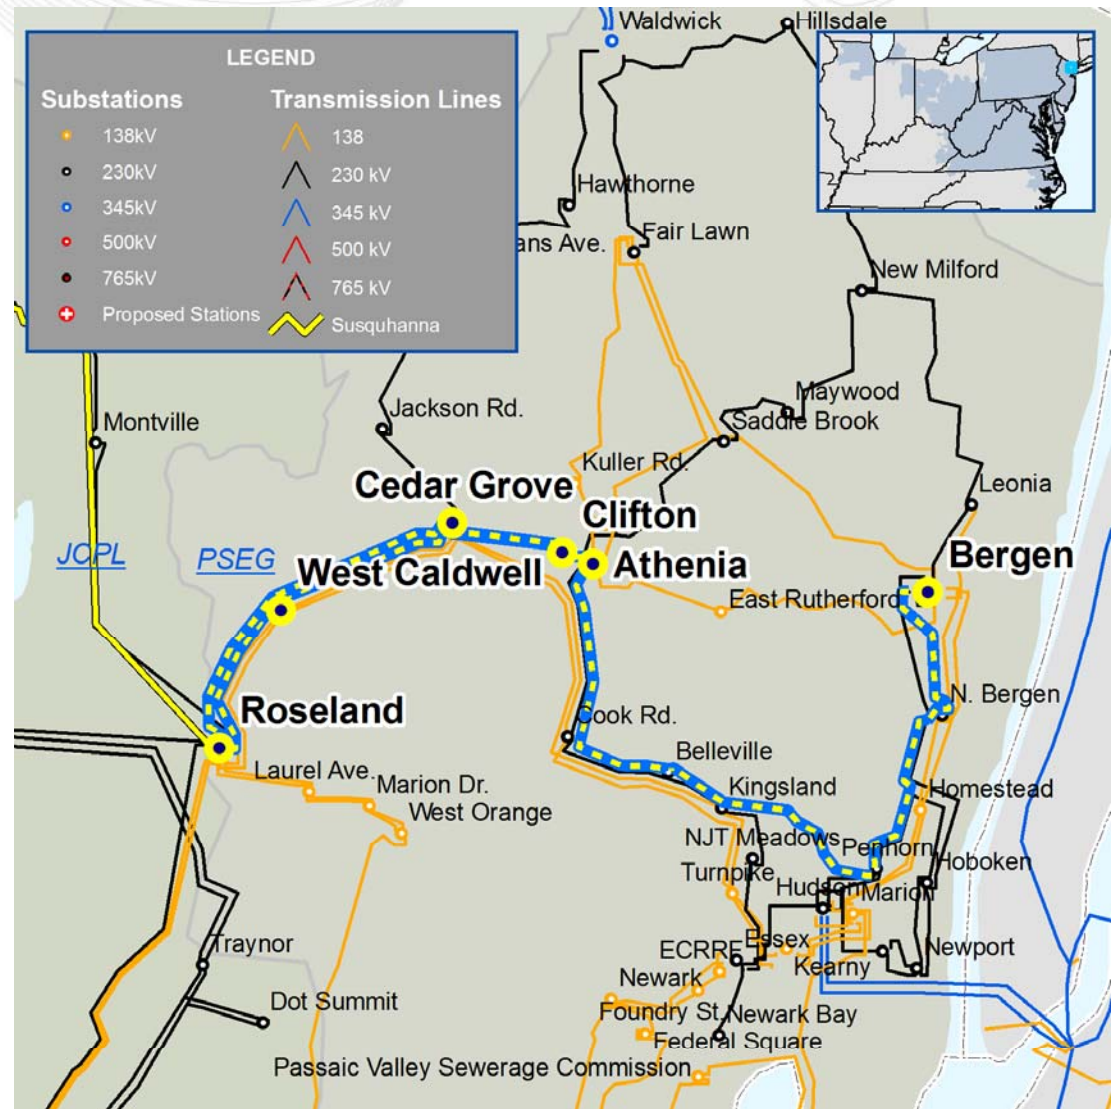 Waldwick
Hillsdale
LEGEND
Substations
Transmission Lines
138kV
138
230kV
230 kV
345kV
345 kV
500kV
500 kV
765kV
765 kV
Proposed Stations
Susquhanna
Hawthorne
ans Ave.
Fair Lawn
New Milford
Jackson Rd.
Maywood
Saddle Brook
Montville
Kuller Rd.
Leonia
Cedar Grove
Clifton
JCPL
PSEG
West Caldwell
Athenia
Bergen
East Rutherford
Roseland
N. Bergen
Cook Rd.
Belleville
Laurel Ave.
Kingsland
Marion Dr.
Homestead
West Orange
NJT Meadows
Penhorn
Turnpike
Hoboken
Hudson
Marion
Traynor
Essex
ECRRF
Newport
Kearny
Newark
Dot Summit
Foundry St.
Newark Bay
Federal Square
Passaic Valley Sewerage Commission